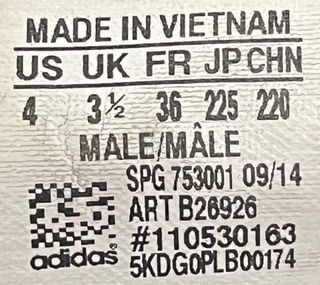 MADE IN VIETNAM
US UK FR JP CHN
4 3½ 36 225 220
MALE/MÂLE
SPG 753001 09/14
ART B26926
#110530163
adidas 5KDG0PLB00174